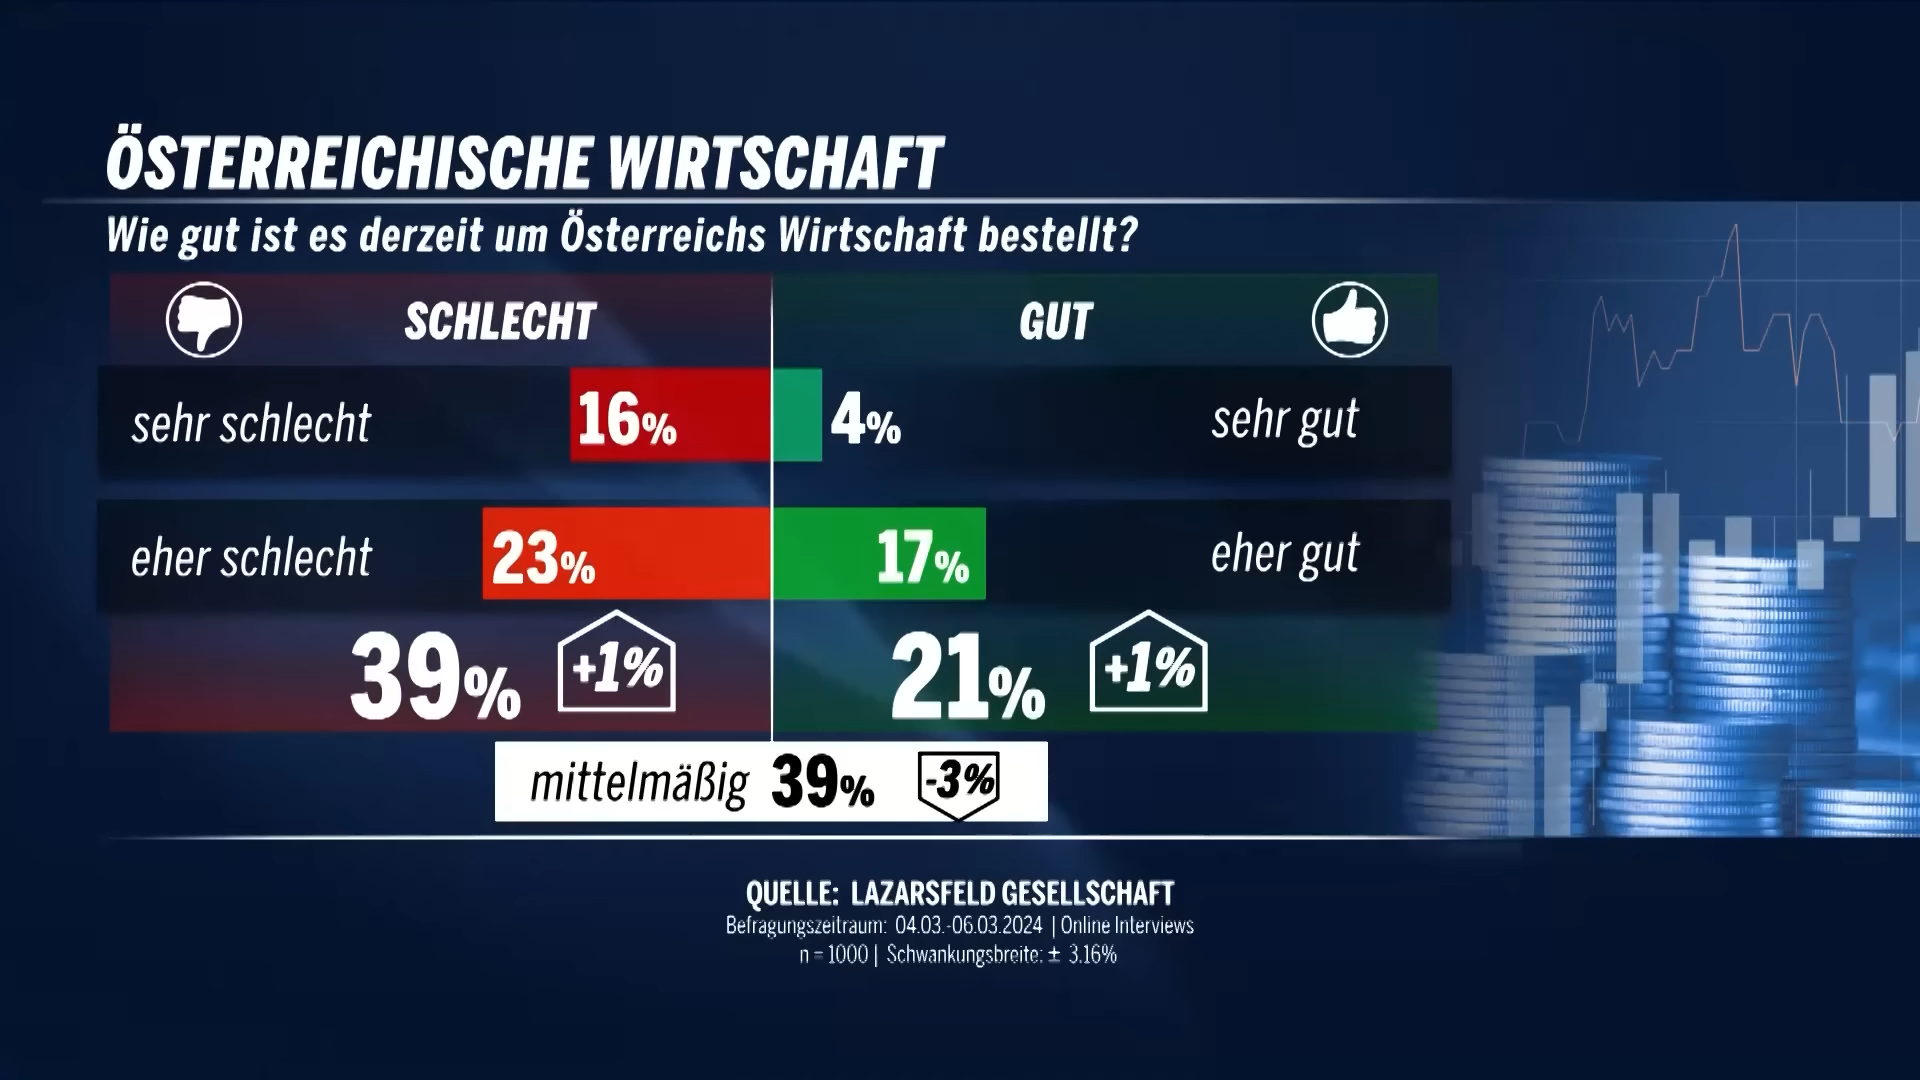 ÖSTERREICHISCHE WIRTSCHAFT
Wie gut ist es derzeit um Österreichs Wirtschaft bestellt?
SCHLECHT GUT
sehr schlecht 16% 4% sehr gut
eher schlecht 23% 17% eher gut
39% +1% 21% +1%
mittelmäßig 39% -3%
QUELLE: LAZARSFELD GESELLSCHAFT
Befragungszeitraum: 04.03.-06.03.2024 | Online Interviews
n = 1000 | Schwankungsbreite: ± 3.16%